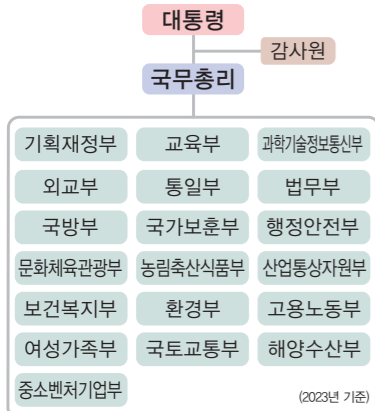 대통령
감사원
국무총리
기획재정부 교육부 과학기술정보통신부
외교부 통일부 법무부
국방부 국가보훈부 행정안전부
문화체육관광부 농림축산식품부 산업통상자원부
보건복지부 환경부 고용노동부
여성가족부 국토교통부 해양수산부
중소벤처기업부
(2023년 기준)